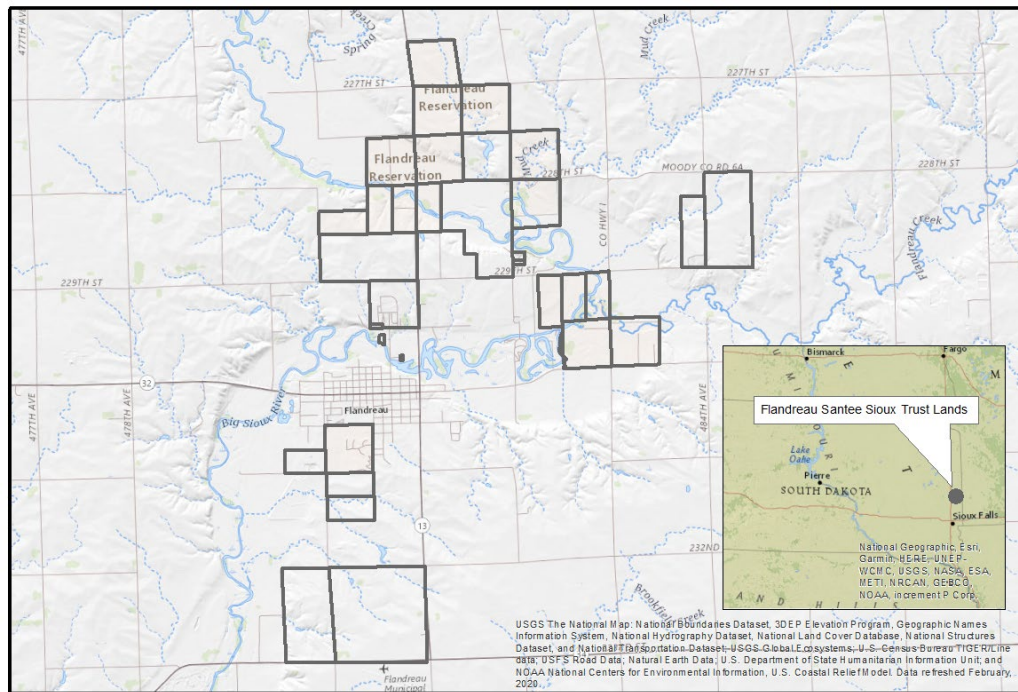 477TH AVE
Spring
Creek
Mud Creek
227TH ST
227TH ST
Flandreau
Reservation
Flandreau
Reservation
Mud
Creek
228TH ST
MOODY CO RD 6A
228TH ST
CO HWY I
Flandreau Creek
229TH ST
229TH ST
32
Big Sioux River
Flandreau
477TH AVE
478TH AVE
484TH AVE
13
232ND
Brookfield Creek
Flandreau
Municipal
Bismarck
Fargo
M
U M
I
E
Flandreau Santee Sioux Trust Lands
S O U R I
T
Lake
Oahe
Pierre
SOUTH DAKOTA
Sioux Falls
National Geographic, Esri,
Garmin, HERE, UNEP-
WCMC, USGS, NASA, ESA,
METI, NRCAN, GEBCO,
NOAA, increment P Corp.
A N D   H I L L S
USGS The National Map: National Boundaries Dataset, 3DEP Elevation Program, Geographic Names
Information System, National Hydrography Dataset, National Land Cover Database, National Structures
Dataset, and National Transportation Dataset; USGS Global Ecosystems; U.S. Census Bureau TIGER/Line
data; USFS Road Data; Natural Earth Data; U.S. Department of State Humanitarian Information Unit; and
NOAA National Centers for Environmental Information, U.S. Coastal Relief Model. Data refreshed February,
2020.